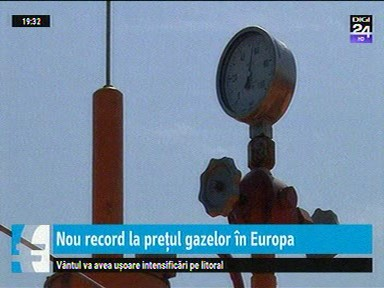 19:32
DIGI
24
HD
Nou record la prețul gazelor în Europa
Vântul va avea ușoare intensificări pe litoral